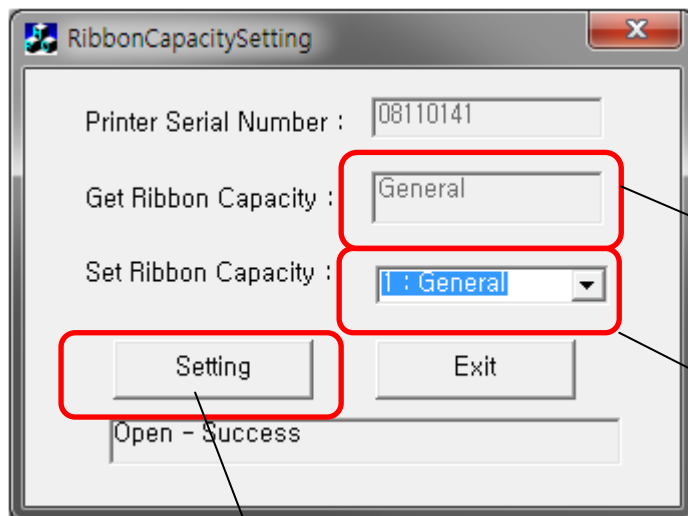 RibbonCapacitySetting
Printer Serial Number : 08110141
Get Ribbon Capacity : General
Set Ribbon Capacity : 1 : General
Setting Exit
Open - Success